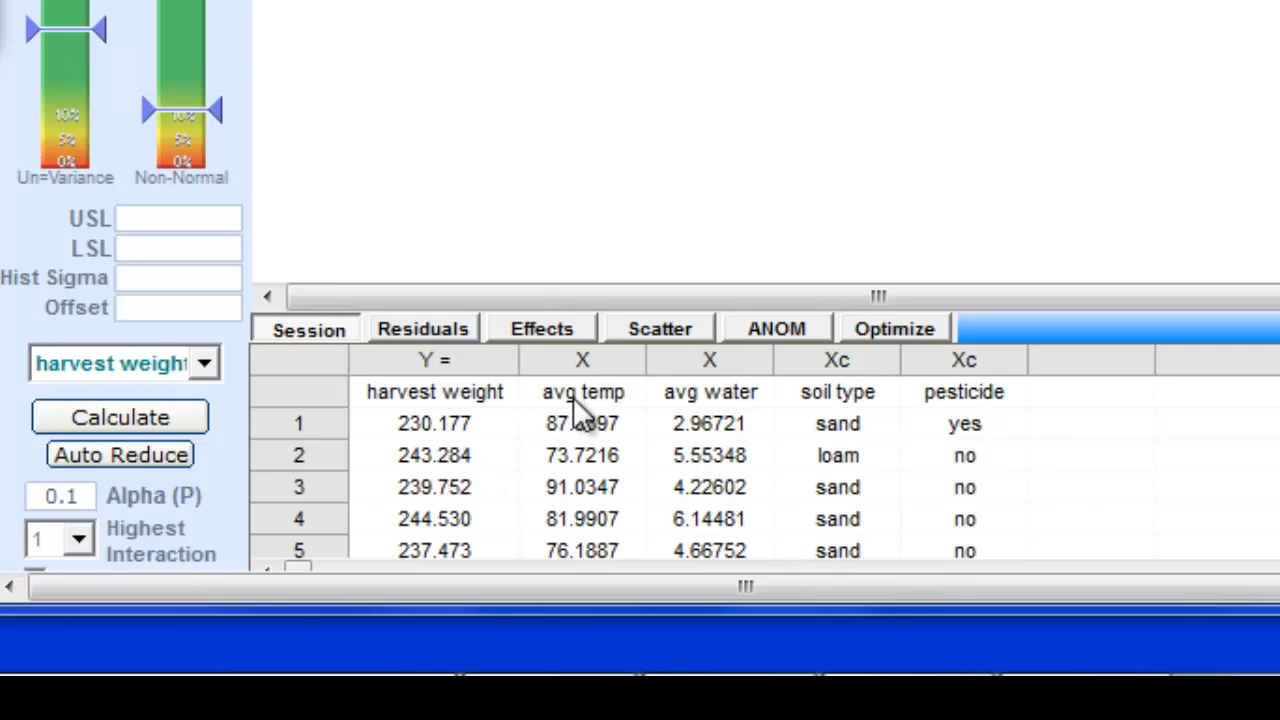 10% 10%
5% 5%
0% 0%
Un=Variance Non-Normal
USL
LSL
Hist Sigma
Offset
harvest weight
Calculate
Auto Reduce
0.1 Alpha (P)
1 Highest
Interaction
Session Residuals Effects Scatter ANOM Optimize
Y = X X Xc Xc
harvest weight avg temp avg water soil type pesticide
1 230.177 2.96721 sand yes
2 243.284 73.7216 5.55348 loam no
3 239.752 91.0347 4.22602 sand no
4 244.530 81.9907 6.14481 sand no
5 237.473 76.1887 4.66752 sand no